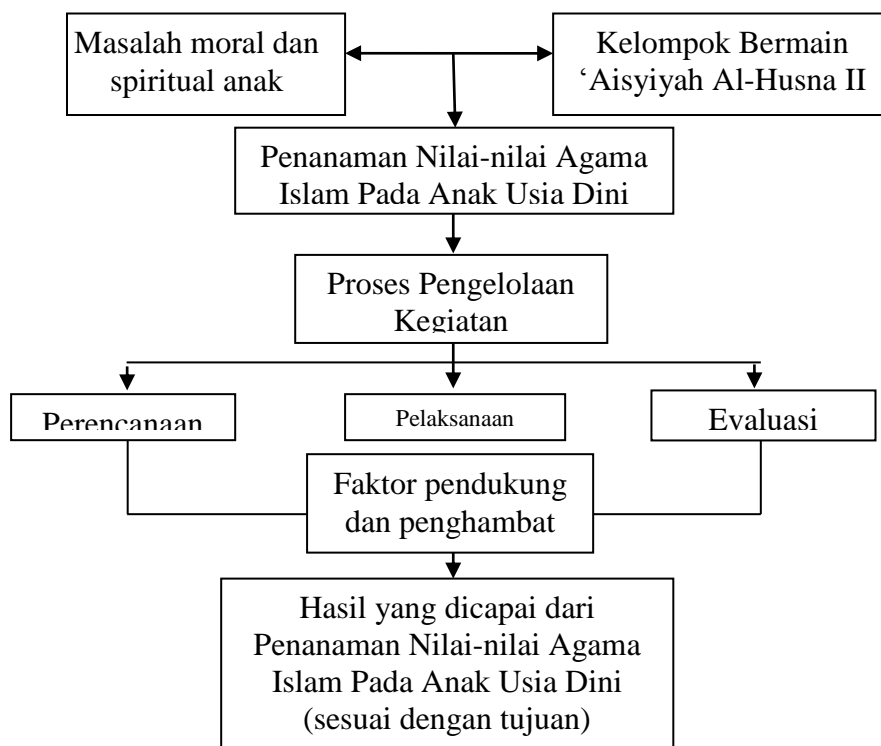 Masalah moral dan
spiritual anak
Kelompok Bermain
‘Aisyiyah Al-Husna II
Penanaman Nilai-nilai Agama
Islam Pada Anak Usia Dini
Proses Pengelolaan
Kegiatan
Perencanaan
Pelaksanaan
Evaluasi
Faktor pendukung
dan penghambat
Hasil yang dicapai dari
Penanaman Nilai-nilai Agama
Islam Pada Anak Usia Dini
(sesuai dengan tujuan)